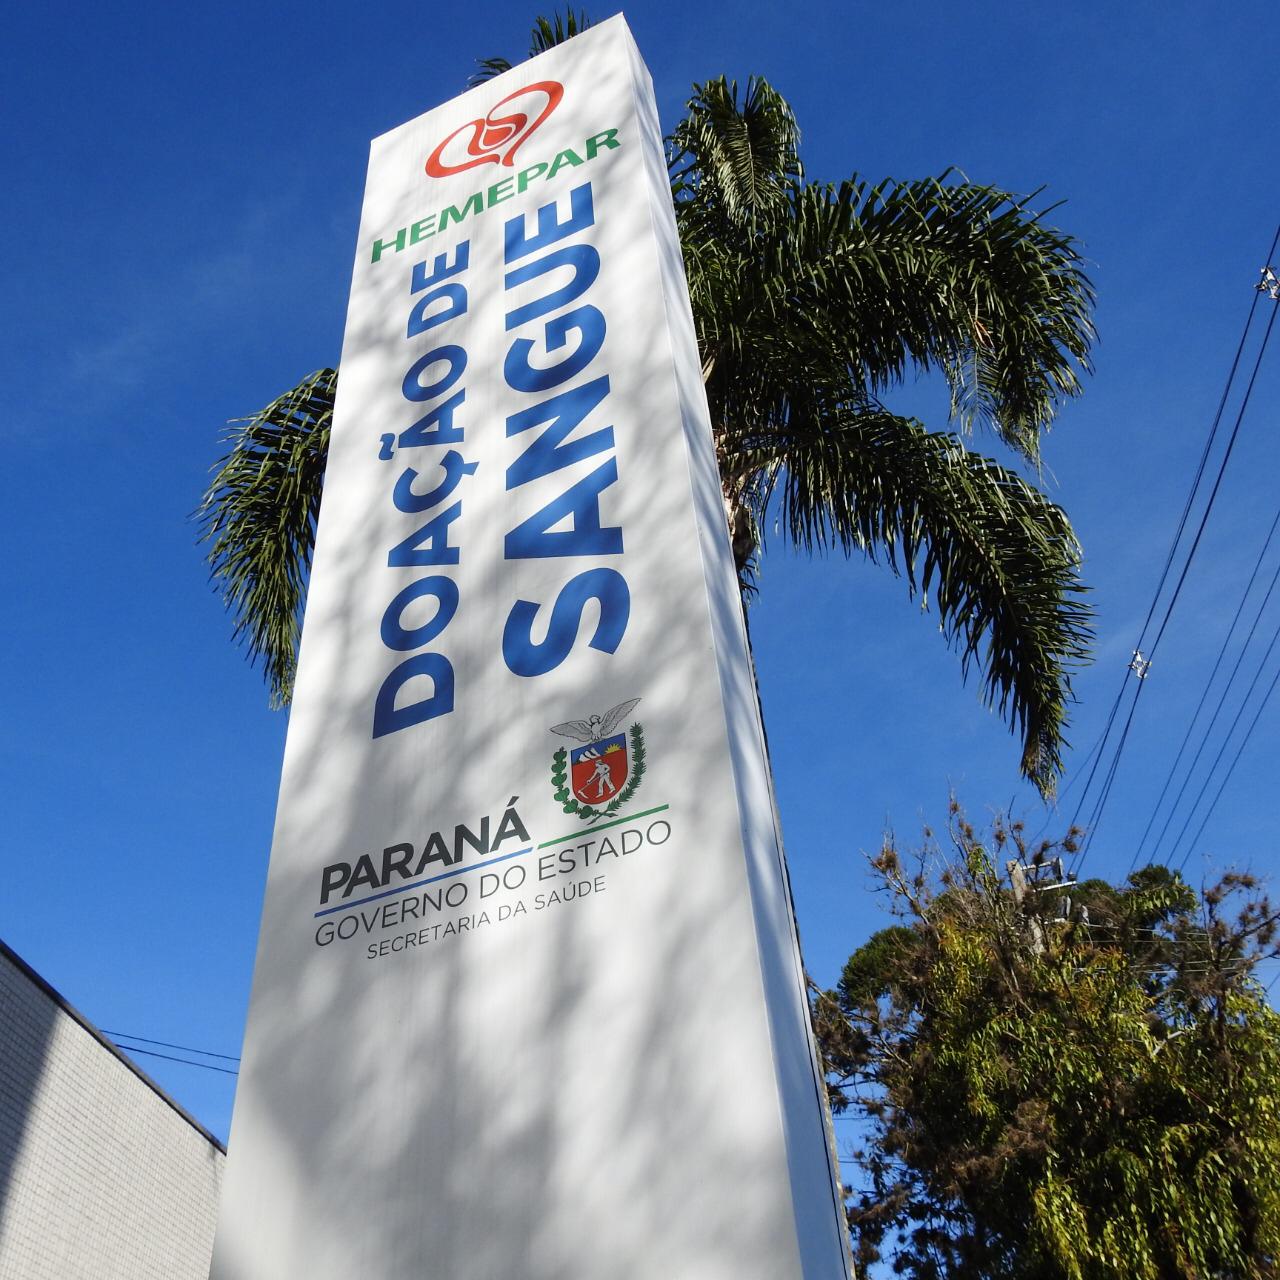 HEMEPAR
DOAÇÃO DE
SANGUE
PARANÁ
GOVERNO DO ESTADO
SECRETARIA DA SAÚDE